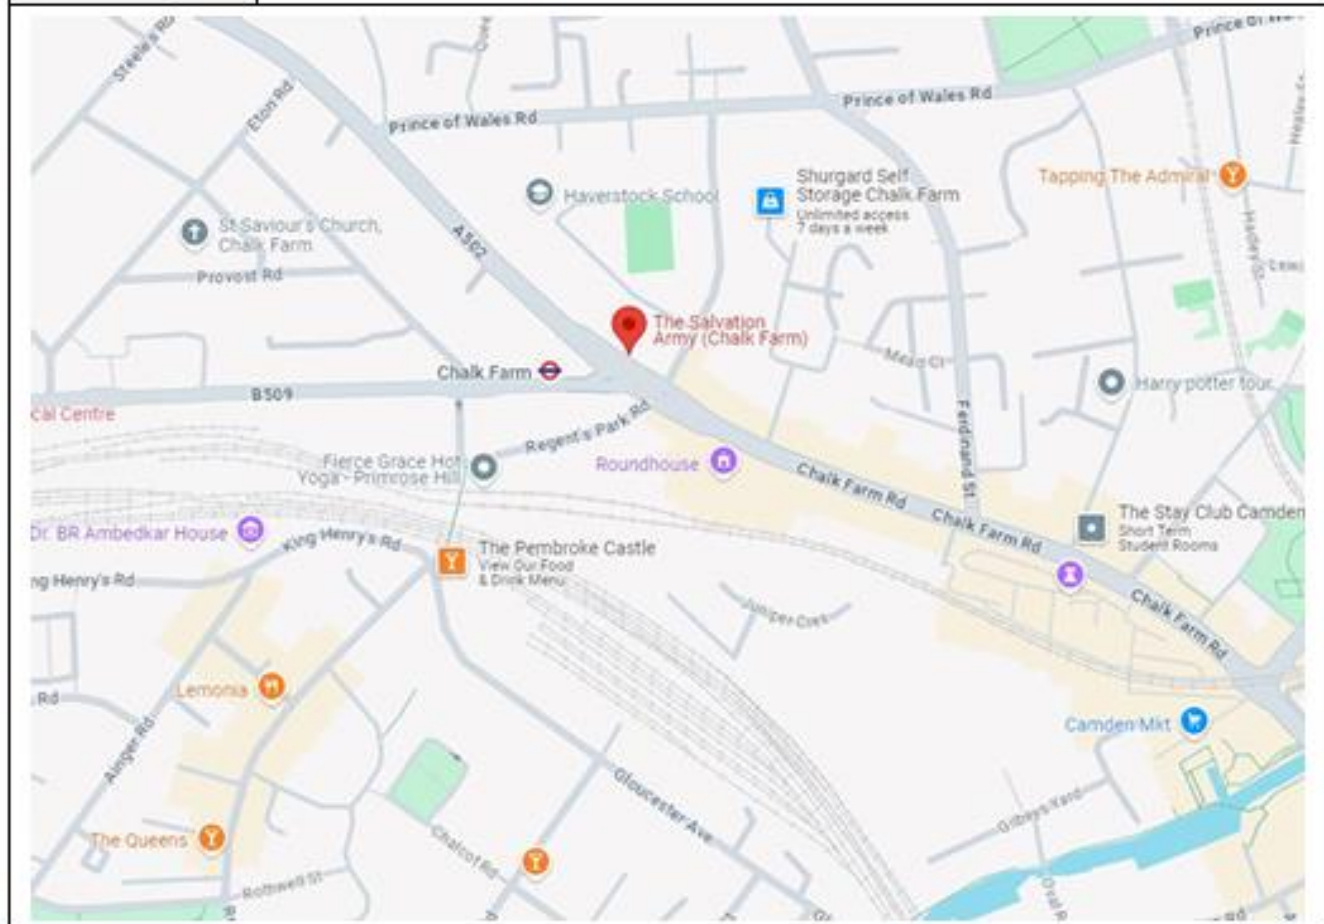 Steele's Rd
Eton Rd
Prince of Wales Rd
Prince of Wales Rd
Haverstock School
Shurgard Self
Storage Chalk Farm
Unlimited access
7 days a week
Tapping The Admiral
Hadley St
St Saviour's Church,
Chalk Farm
A502
Provost Rd
The Salvation
Army (Chalk Farm)
Mead Cl
Chalk Farm
B509
Harry potter tour
cal Centre
Regent's Park Rd
Ferdinand St
Fierce Grace Hot
Yoga - Primrose Hill
Roundhouse
Chalk Farm Rd
Chalk Farm Rd
The Stay Club Camden
Short Term
Student Rooms
Dr. BR Ambedkar House
King Henry's Rd
The Pembroke Castle
View Our Food
& Drink Menu
ng Henry's Rd
Juniper Cres
Chalk Farm Rd
Lemonia
Rd
Camden Mkt
Ainger Rd
Gloucester Ave
Gilbeys Yard
The Queens
Chalcot Rd
Rothwell St